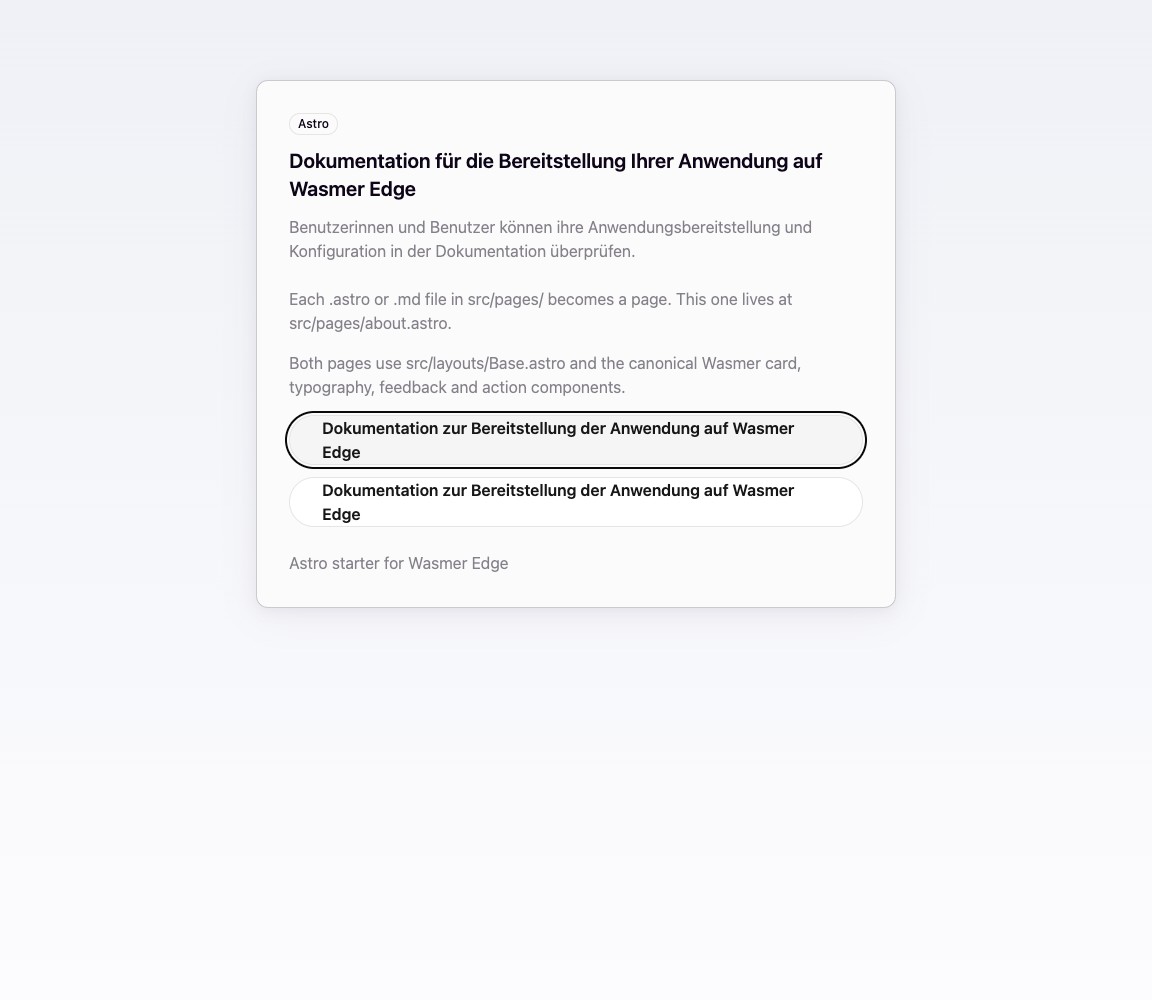 Astro
Dokumentation für die Bereitstellung Ihrer Anwendung auf
Wasmer Edge
Benutzerinnen und Benutzer können ihre Anwendungsbereitstellung und
Konfiguration in der Dokumentation überprüfen.
Each .astro or .md file in src/pages/ becomes a page. This one lives at
src/pages/about.astro.
Both pages use src/layouts/Base.astro and the canonical Wasmer card,
typography, feedback and action components.
Dokumentation zur Bereitstellung der Anwendung auf Wasmer
Edge
Dokumentation zur Bereitstellung der Anwendung auf Wasmer
Edge
Astro starter for Wasmer Edge